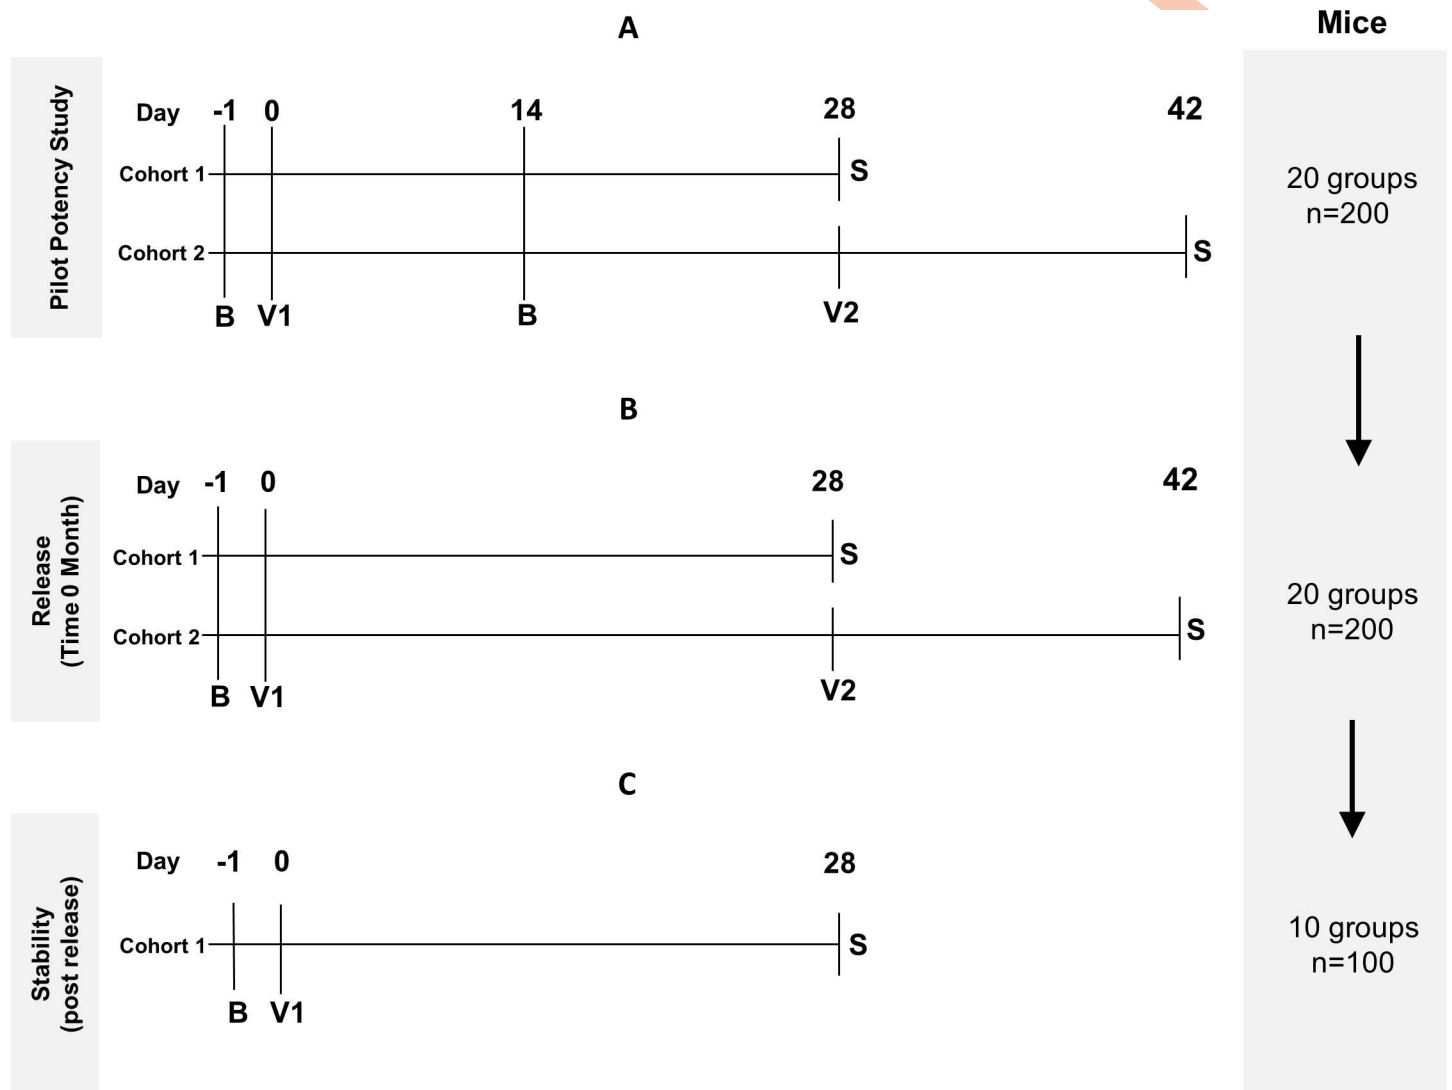 A
Mice
Pilot Potency Study
Day -1 0 14 28 42
Cohort 1 S
Cohort 2 S
B V1 B V2
20 groups
n=200
B
Release
(Time 0 Month)
Day -1 0 28 42
Cohort 1 S
Cohort 2 S
B V1 V2
20 groups
n=200
C
Stability
(post release)
Day -1 0 28
Cohort 1 S
B V1
10 groups
n=100